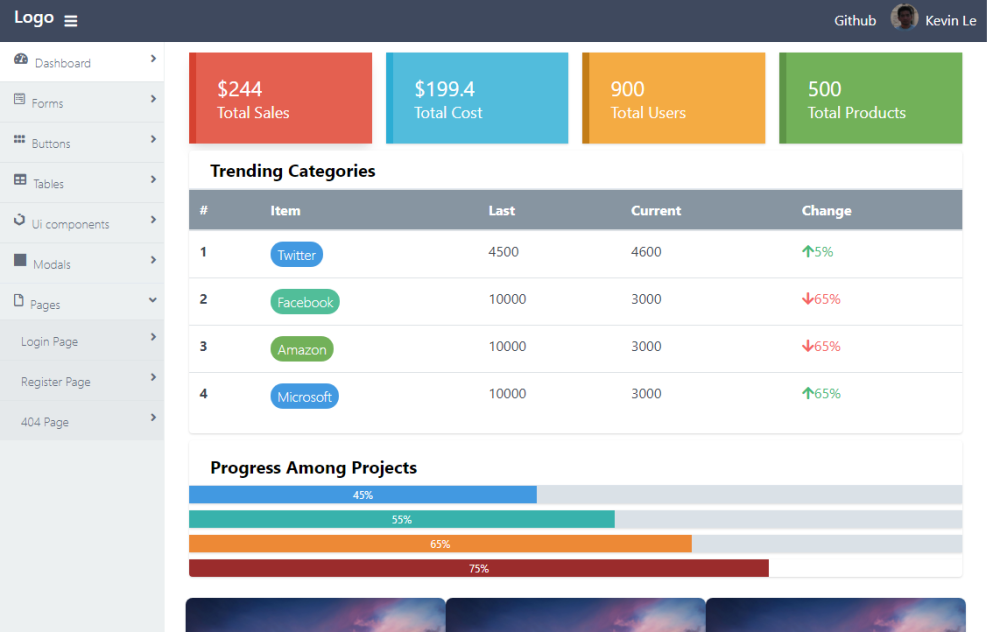 Logo
Github Kevin Le
Dashboard
Forms
Buttons
Tables
Ui components
Modals
Pages
Login Page
Register Page
404 Page
$244
Total Sales
$199.4
Total Cost
900
Total Users
500
Total Products
Trending Categories
# Item Last Current Change
1 Twitter 4500 4600 5%
2 Facebook 10000 3000 65%
3 Amazon 10000 3000 65%
4 Microsoft 10000 3000 65%
Progress Among Projects
45%
55%
65%
75%